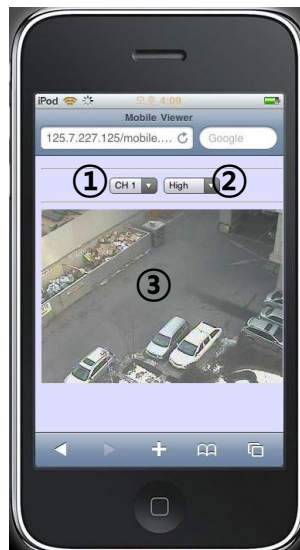 iPod 오후 4:09
Mobile Viewer
125.7.227.125/mobile.... Google
① CH 1 High ②
③